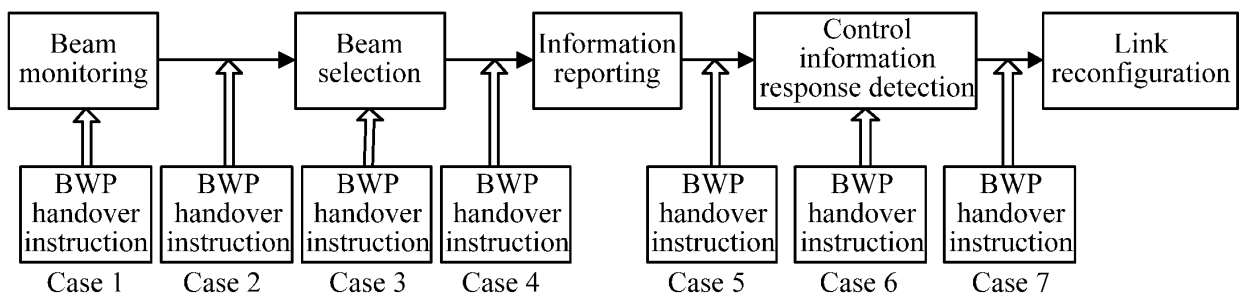 Beam
monitoring
Beam
selection
Information
reporting
Control
information
response detection
Link
reconfiguration
BWP
handover
instruction
BWP
handover
instruction
BWP
handover
instruction
BWP
handover
instruction
BWP
handover
instruction
BWP
handover
instruction
BWP
handover
instruction
Case 1
Case 2
Case 3
Case 4
Case 5
Case 6
Case 7